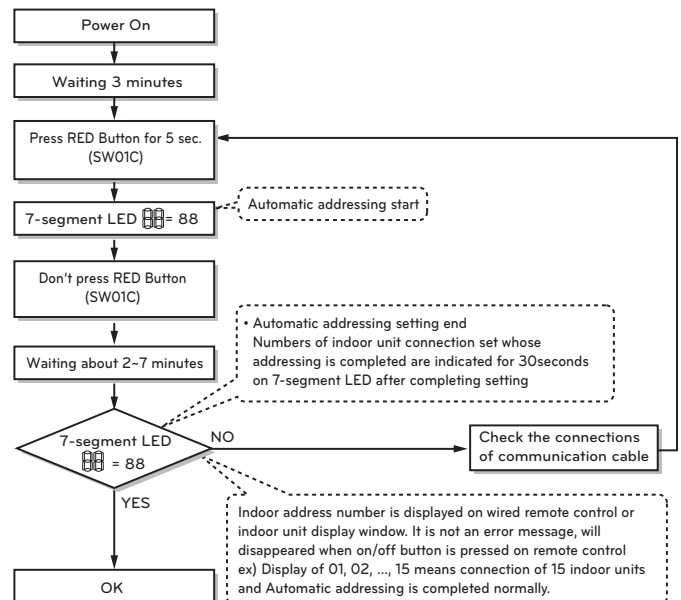 Power On
Waiting 3 minutes
Press RED Button for 5 sec.
(SW01C)
7-segment LED 88= 88
Automatic addressing start
Don't press RED Button
(SW01C)
• Automatic addressing setting end
Numbers of indoor unit connection set whose
addressing is completed are indicated for 30seconds
on 7-segment LED after completing setting
Waiting about 2~7 minutes
7-segment LED
88 = 88
NO
Check the connections
of communication cable
YES
Indoor address number is displayed on wired remote control or
indoor unit display window. It is not an error message, will
disappeared when on/off button is pressed on remote control
ex) Display of 01, 02, ..., 15 means connection of 15 indoor units
and Automatic addressing is completed normally.
OK